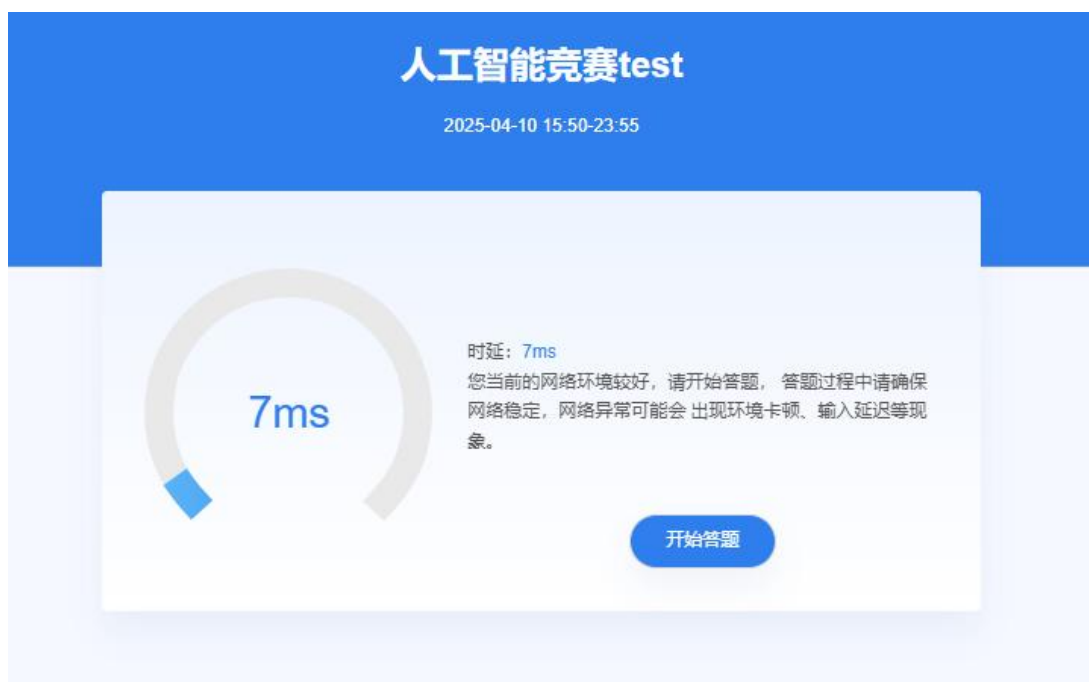 人工智能竞赛test
2025-04-10 15:50-23:55
7ms
时延：7ms
您当前的网络环境较好，请开始答题， 答题过程中请确保
网络稳定，网络异常可能会 出现环境卡顿、输入延迟等现
象。
开始答题